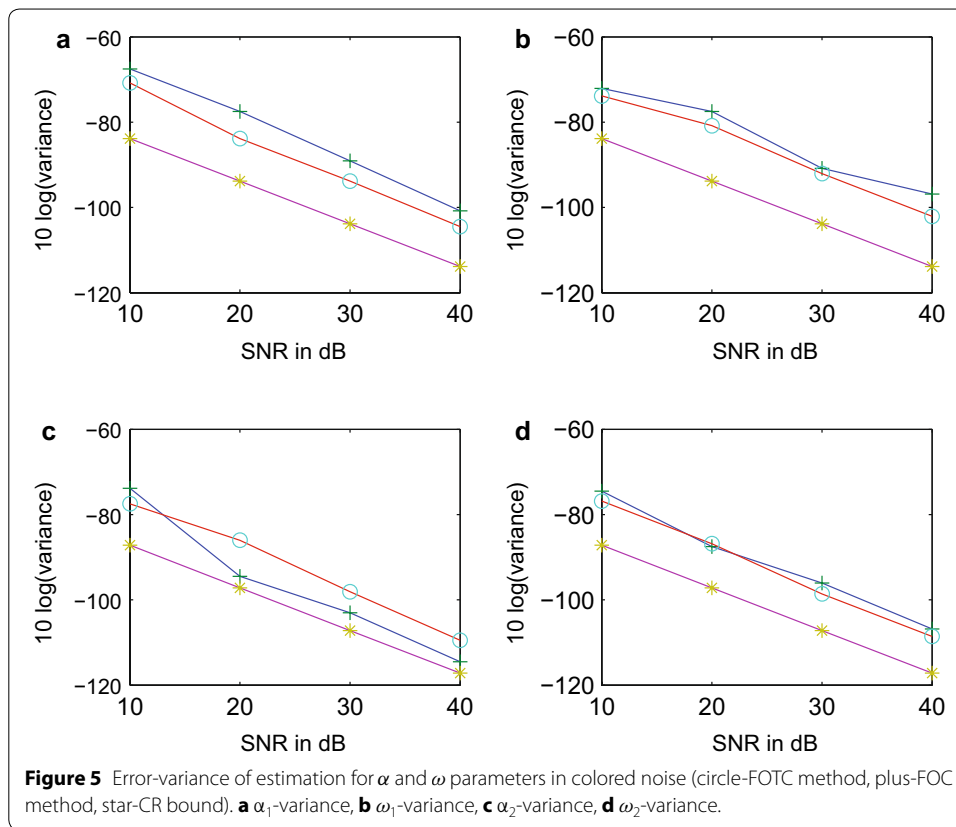 a
−60
−80
−100
−120
10 20 30 40
10 log(variance)
SNR in dB
b
−60
−80
−100
−120
10 20 30 40
10 log(variance)
SNR in dB
c
−60
−80
−100
−120
10 20 30 40
10 log(variance)
SNR in dB
d
−60
−80
−100
−120
10 20 30 40
10 log(variance)
SNR in dB
Figure 5 Error-variance of estimation for α and ω parameters in colored noise (circle-FOTC method, plus-FOC
method, star-CR bound). a α₁-variance, b ω₁-variance, c α₂-variance, d ω₂-variance.